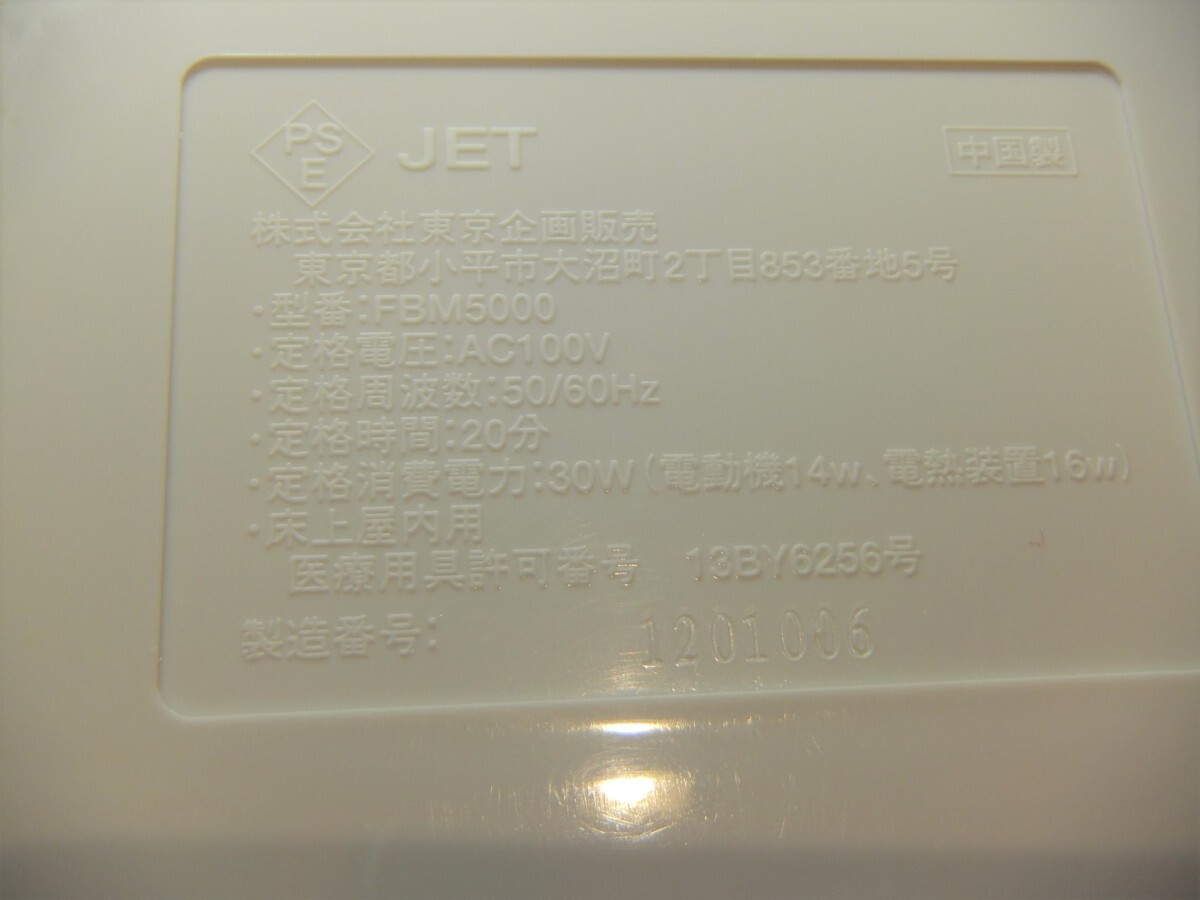 PSE JET 中国製
株式会社東京企画販売
東京都小平市大沼町2丁目853番地5号
・型番:FBM5000
・定格電圧:AC100V
・定格周波数:50/60Hz
・定格時間:20分
・定格消費電力:30W(電動機14w、電熱装置16w)
・床上屋内用
医療用具許可番号 13BY6256号
製造番号: 1201006